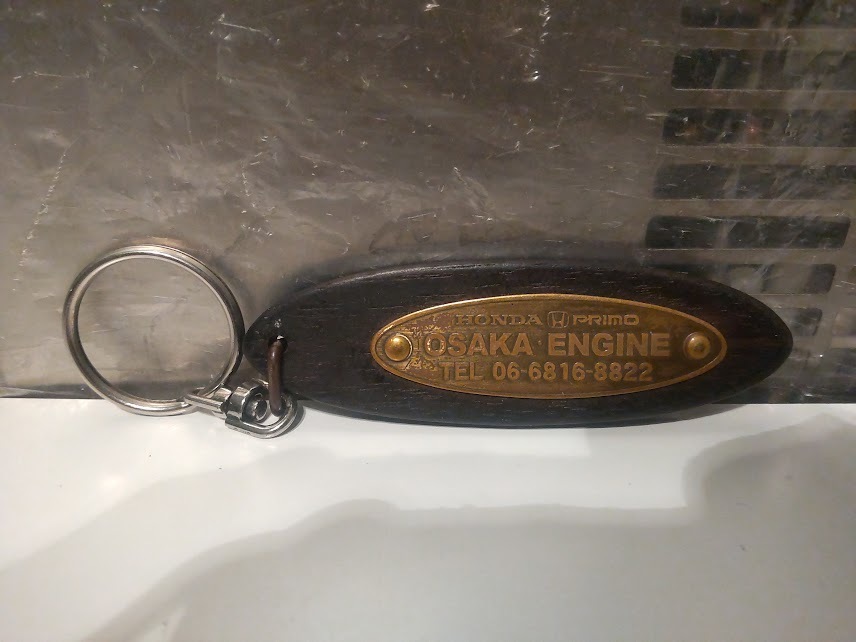 HONDA PRIMO
OSAKA ENGINE
TEL 06-6816-8822